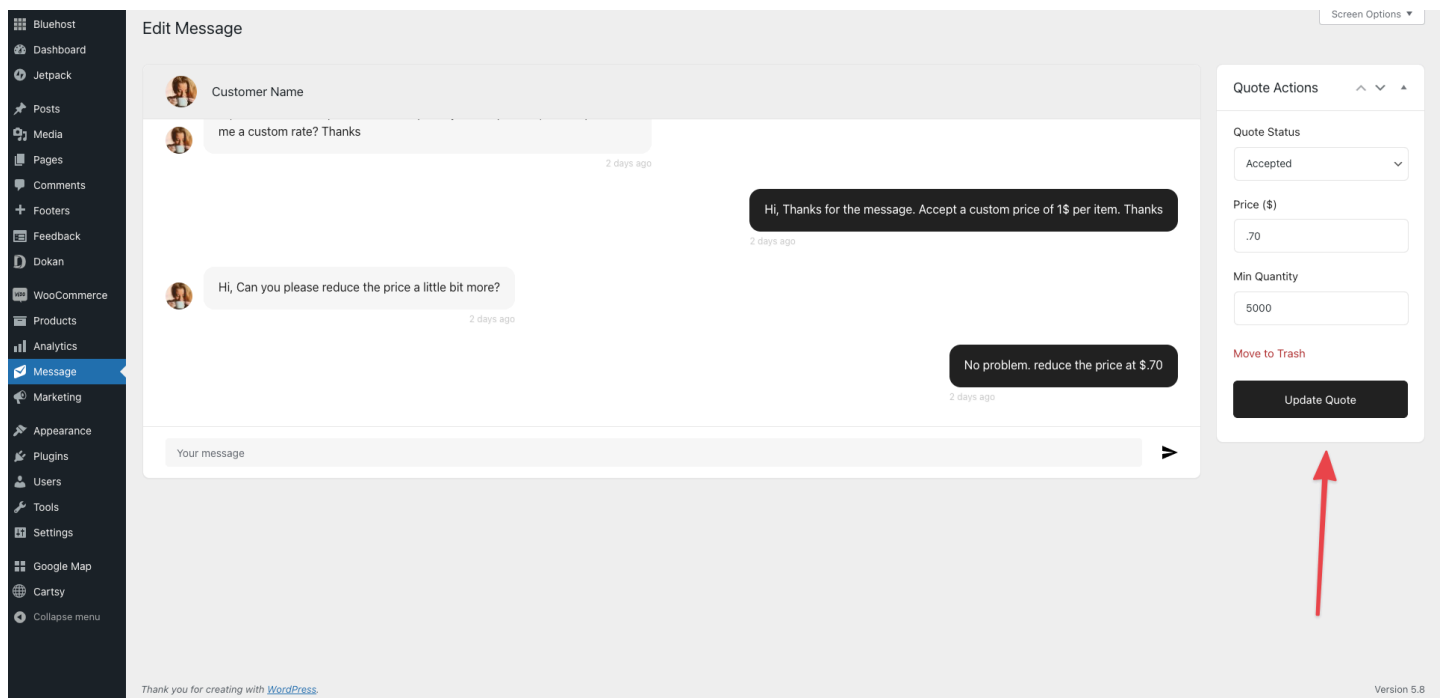 Bluehost
Dashboard
Jetpack
Posts
Media
Pages
Comments
Footers
Feedback
Dokan
WooCommerce
Products
Analytics
Message
Marketing
Appearance
Plugins
Users
Tools
Settings
Google Map
Cartsy
Collapse menu
Screen Options
Edit Message
Customer Name
me a custom rate? Thanks
2 days ago
Hi, Thanks for the message. Accept a custom price of 1$ per item. Thanks
2 days ago
Hi, Can you please reduce the price a little bit more?
2 days ago
No problem. reduce the price at $.70
2 days ago
Your message
Quote Actions
Quote Status
Accepted
Price ($)
.70
Min Quantity
5000
Move to Trash
Update Quote
Thank you for creating with WordPress.
Version 5.8